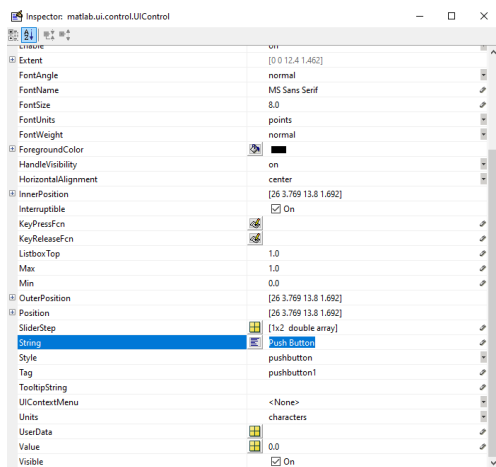 Inspector: matlab.ui.control.UIControl
Enable on
Extent [0 0 12.4 1.462]
FontAngle normal
FontName MS Sans Serif
FontSize 8.0
FontUnits points
FontWeight normal
ForegroundColor
HandleVisibility on
HorizontalAlignment center
InnerPosition [26 3.769 13.8 1.692]
Interruptible On
KeyPressFcn
KeyReleaseFcn
ListboxTop 1.0
Max 1.0
Min 0.0
OuterPosition [26 3.769 13.8 1.692]
Position [26 3.769 13.8 1.692]
SliderStep [1x2 double array]
String Push Button
Style pushbutton
Tag pushbutton1
TooltipString
UIContextMenu <None>
Units characters
UserData
Value 0.0
Visible On